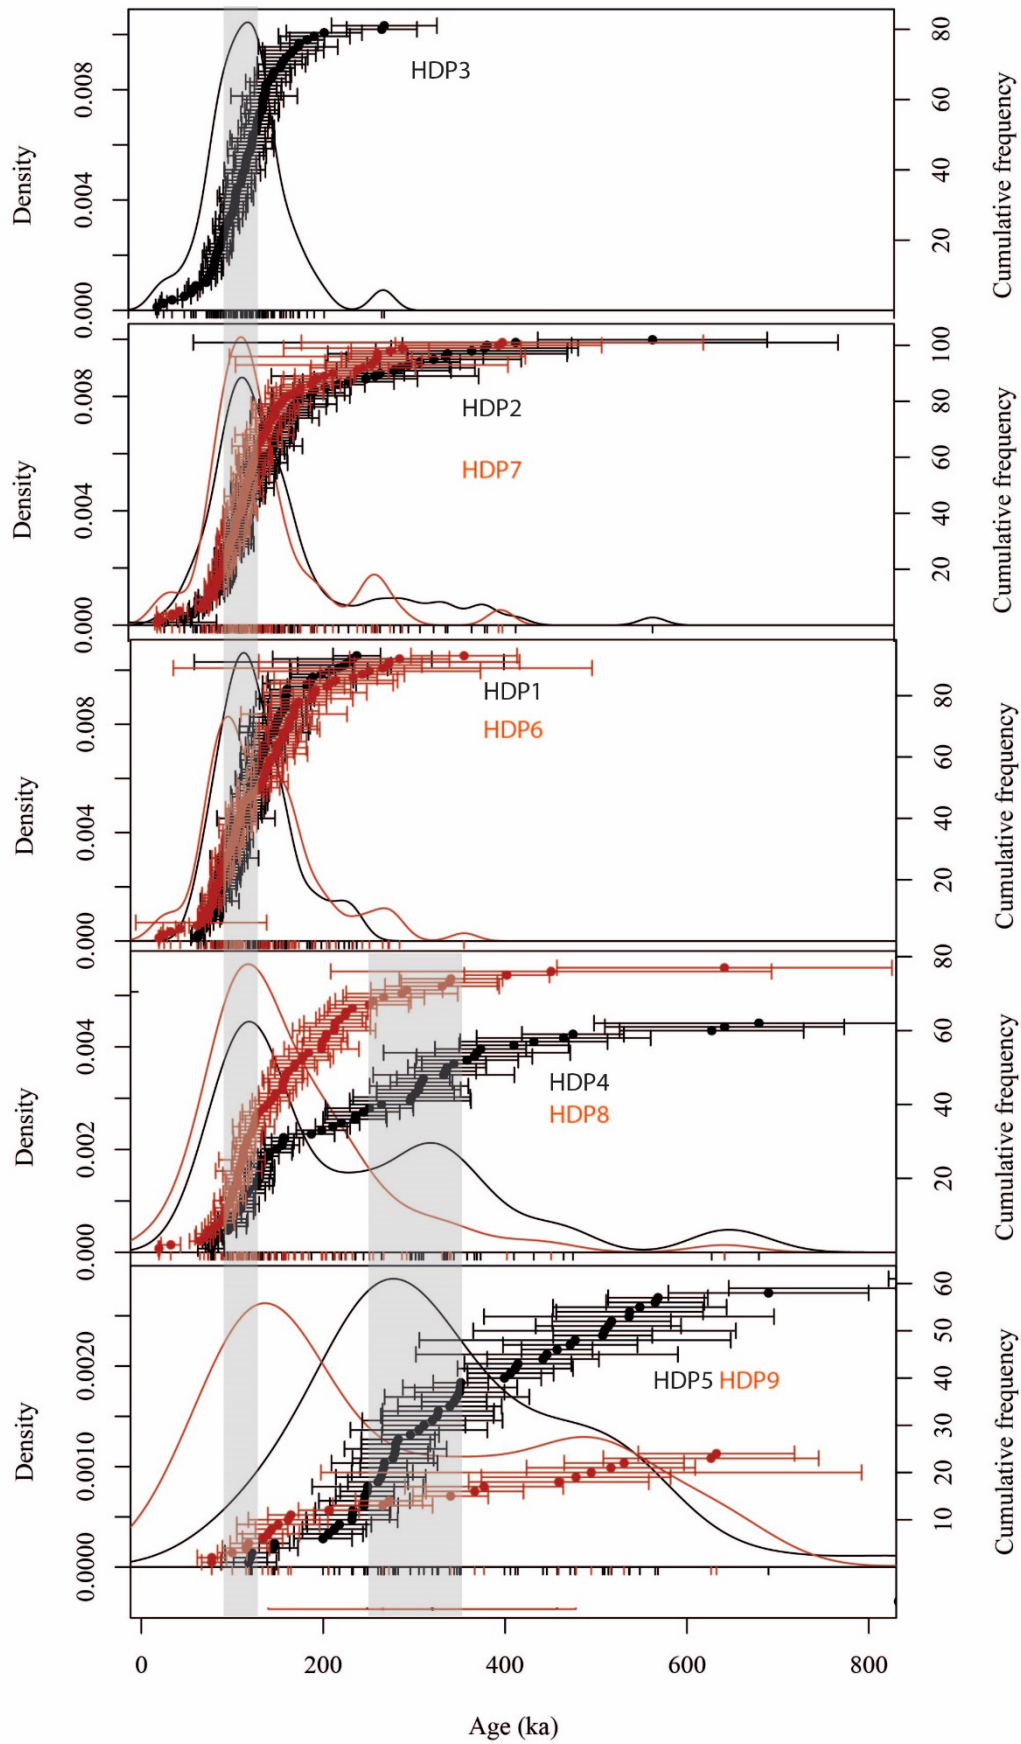 Density
0.000
0.004
0.008
HDP3
20
40
60
80
Cumulative frequency
Density
0.000
0.004
0.008
HDP2
HDP7
20
40
60
80
100
Cumulative frequency
Density
0.000
0.004
0.008
HDP1
HDP6
20
40
60
80
Cumulative frequency
Density
0.000
0.002
0.004
HDP4
HDP8
20
40
60
80
Cumulative frequency
Density
0.0000
0.0010
0.0020
HDP5 HDP9
10
20
30
40
50
60
Cumulative frequency
0 200 400 600 800
Age (ka)